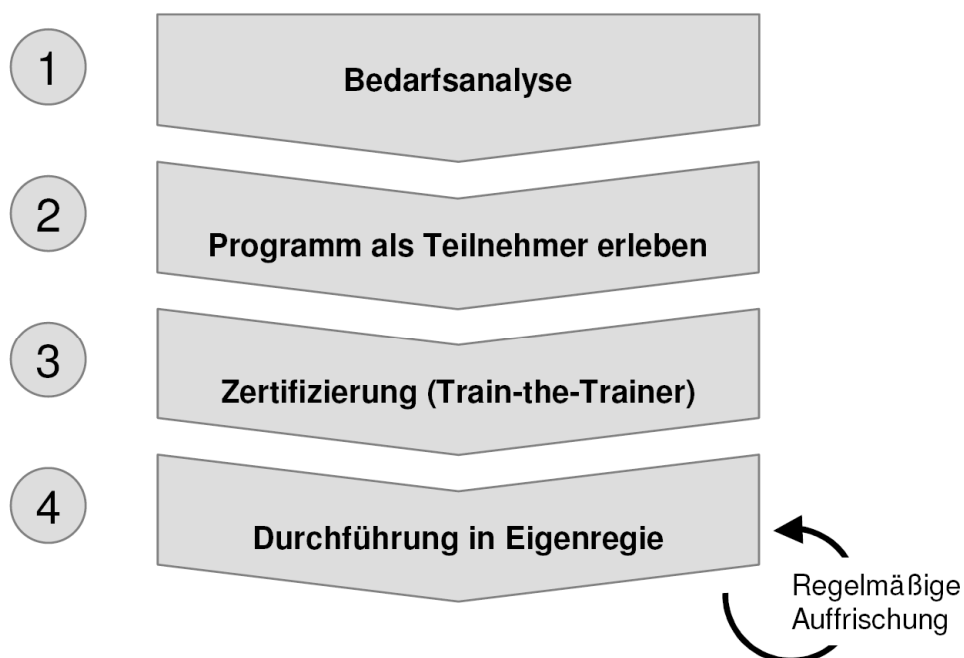 1
Bedarfsanalyse
2
Programm als Teilnehmer erleben
3
Zertifizierung (Train-the-Trainer)
4
Durchführung in Eigenregie
Regelmäßige
Auffrischung